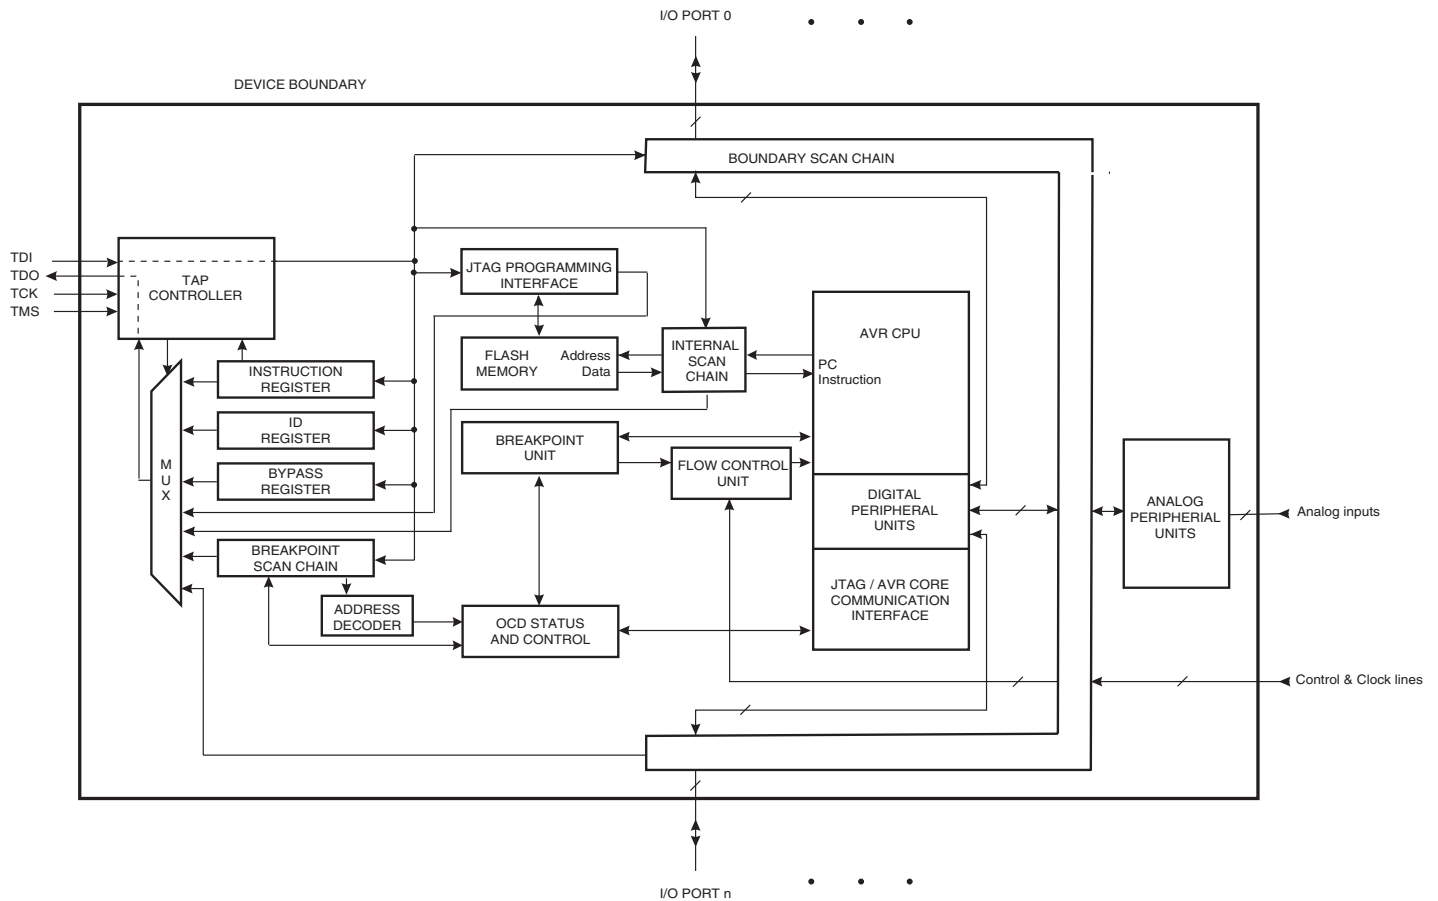 I/O PORT 0
DEVICE BOUNDARY
BOUNDARY SCAN CHAIN
TDI
TDO
TCK
TMS
TAP
CONTROLLER
JTAG PROGRAMMING
INTERFACE
FLASH
MEMORY
Address
Data
INTERNAL
SCAN
CHAIN
AVR CPU
PC
Instruction
INSTRUCTION
REGISTER
ID
REGISTER
BYPASS
REGISTER
M
U
X
BREAKPOINT
UNIT
FLOW CONTROL
UNIT
DIGITAL
PERIPHERAL
UNITS
ANALOG
PERIPHERIAL
UNITS
Analog inputs
BREAKPOINT
SCAN CHAIN
ADDRESS
DECODER
OCD STATUS
AND CONTROL
JTAG / AVR CORE
COMMUNICATION
INTERFACE
Control & Clock lines
I/O PORT n